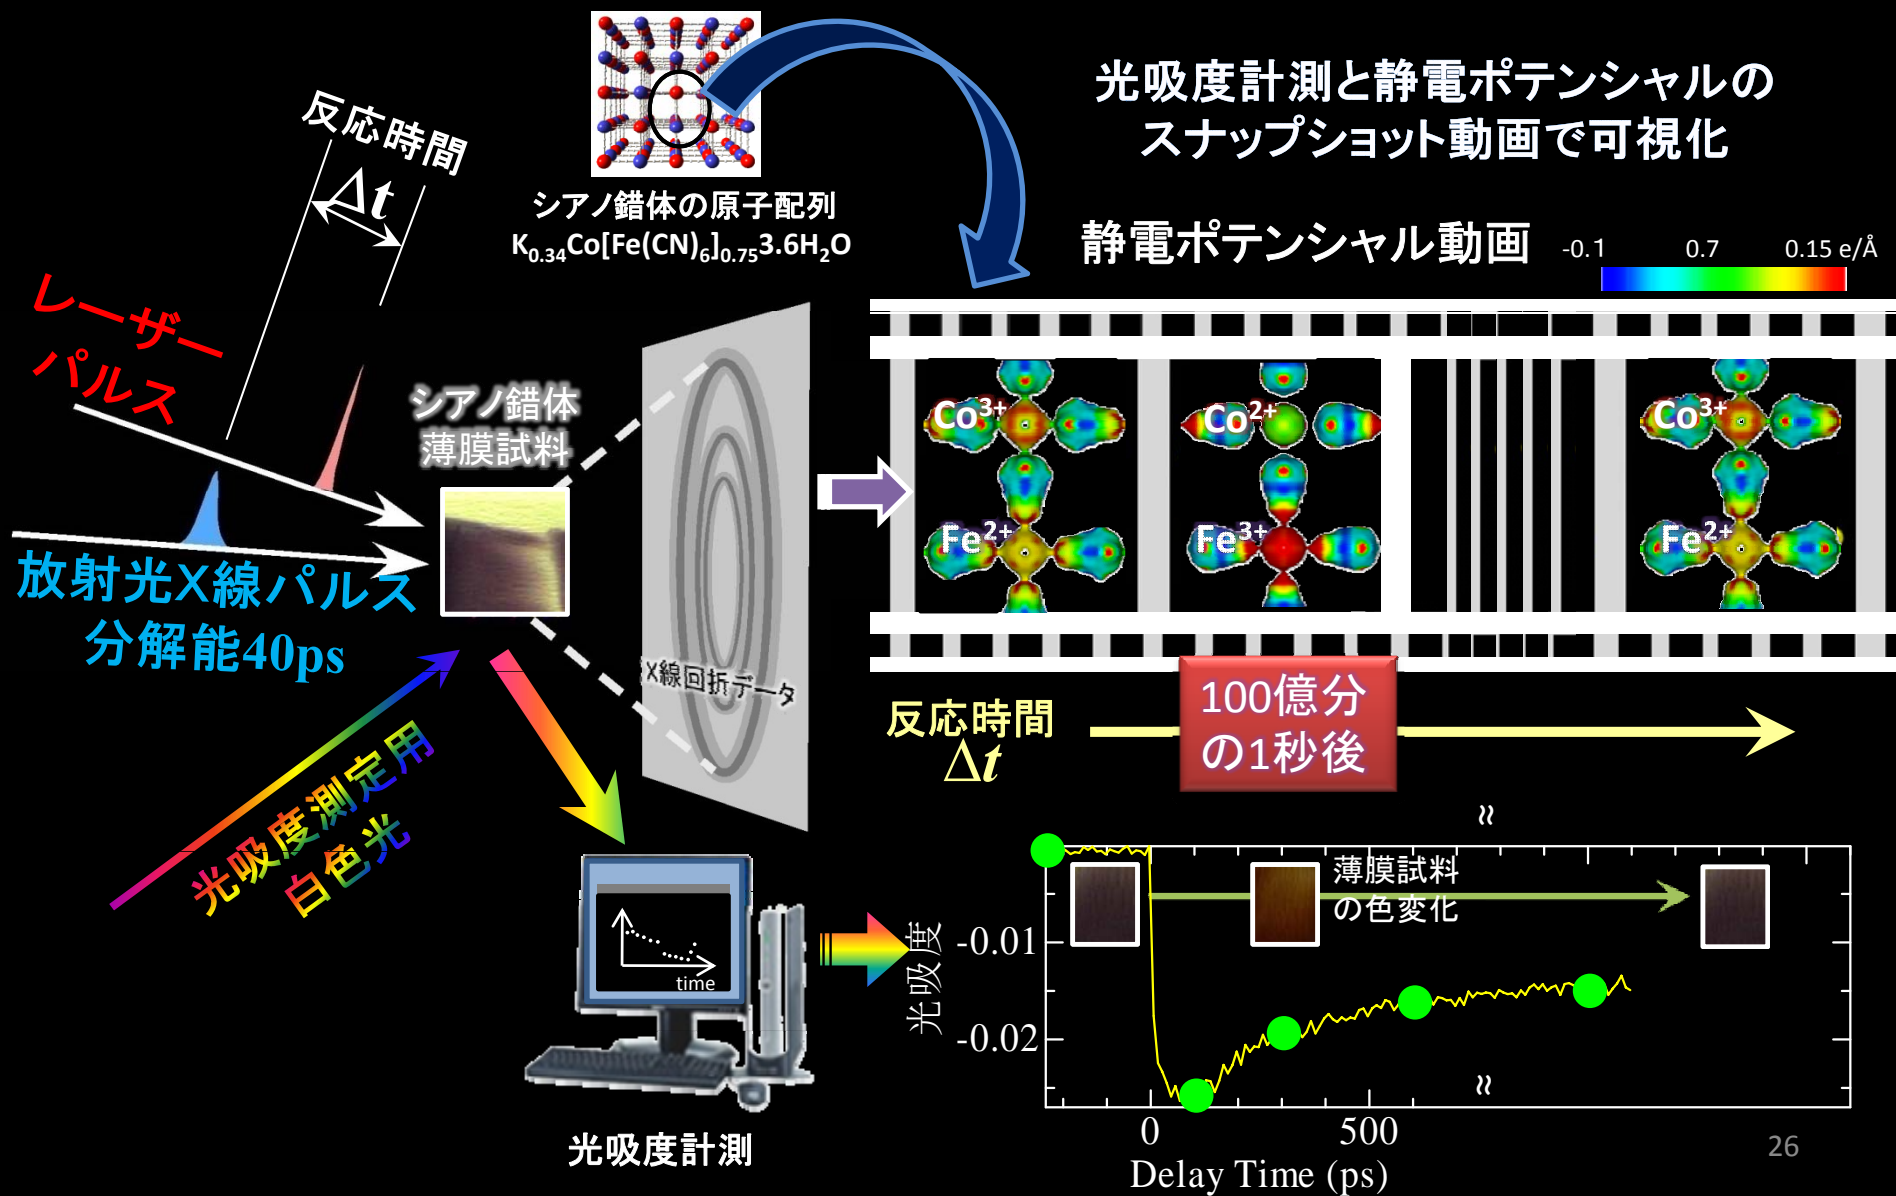 光吸度計測と静電ポテンシャルの
スナップショット動画で可視化
反応時間
Δt
シアノ錯体の原子配列
K0.34Co[Fe(CN)6]0.753.6H2O
静電ポテンシャル動画
-0.1 0.7 0.15 e/Å
レーザー
パルス
シアノ錯体
薄膜試料
放射光X線パルス
分解能40ps
X線回折データ
Co3+ Co2+ Co3+
Fe2+ Fe3+ Fe2+
反応時間
Δt
100億分
の1秒後
光吸度測定用
白色光
time
光吸度計測
薄膜試料
の色変化
光吸度
-0.01
-0.02
≈
≈
0 500
Delay Time (ps)
26